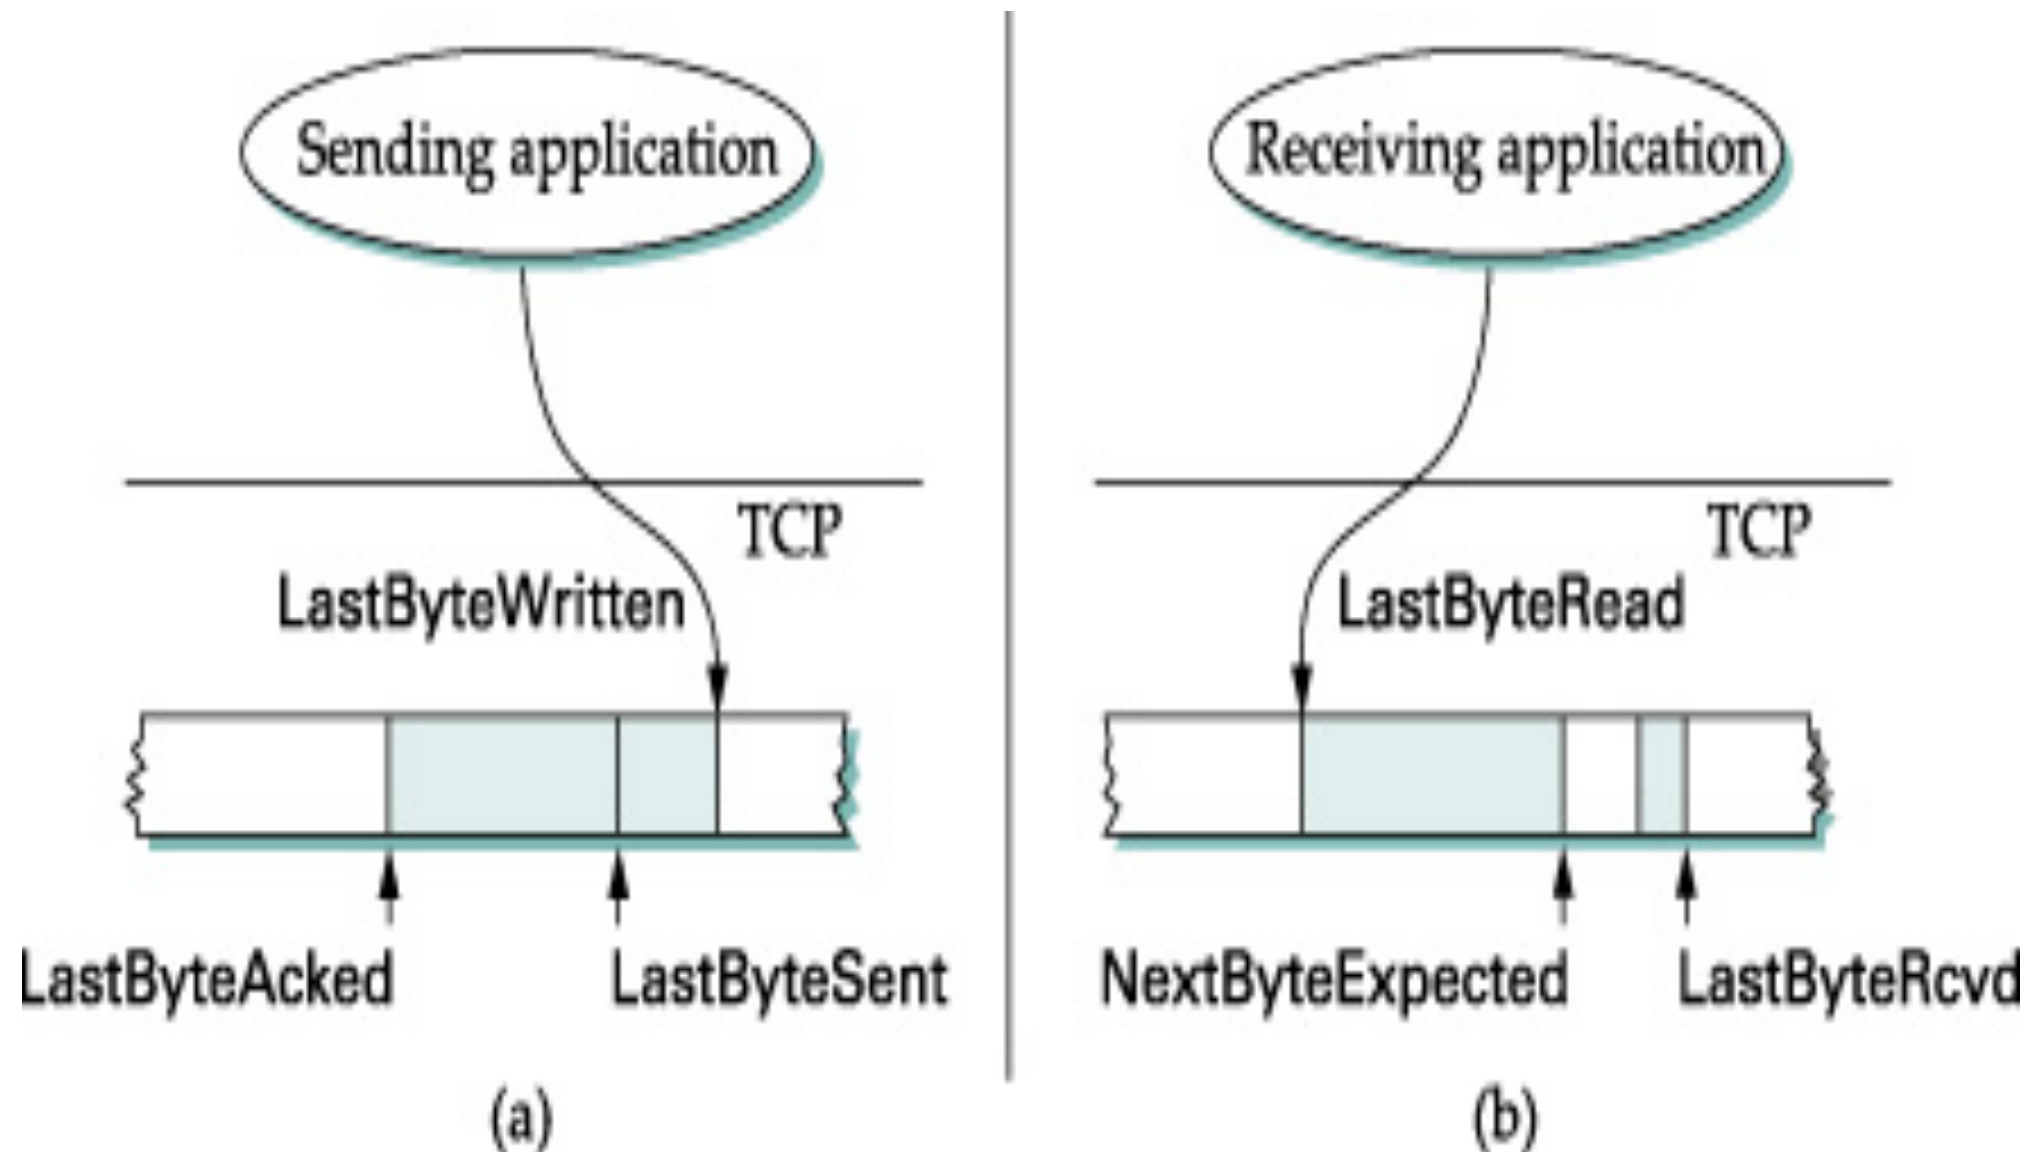 Sending application
TCP
LastByteWritten
LastByteAcked
LastByteSent
(a)
Receiving application
TCP
LastByteRead
NextByteExpected
LastByteRcvd
(b)